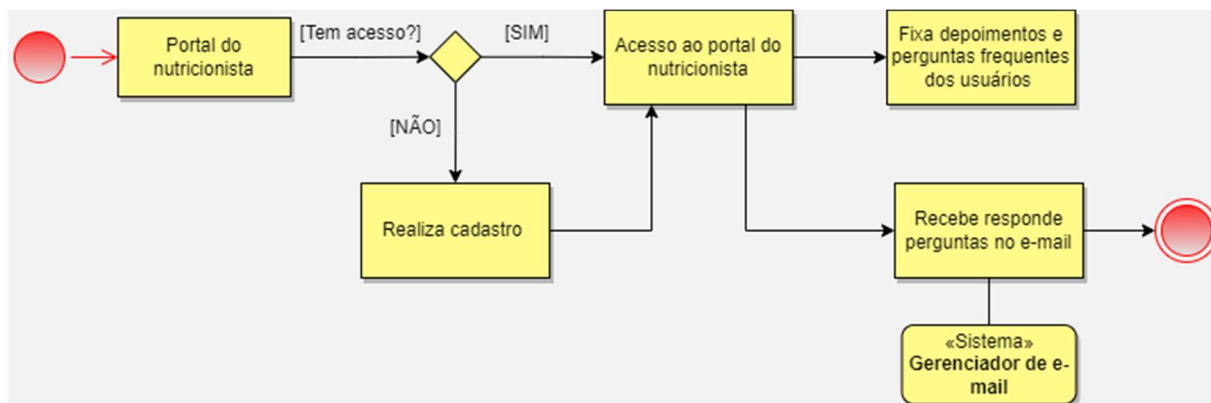 Portal do
nutricionista
[Tem acesso?]
[SIM]
Acesso ao portal do
nutricionista
Fixa depoimentos e
perguntas frequentes
dos usuários
[NÃO]
Realiza cadastro
Recebe responde
perguntas no e-mail
«Sistema»
Gerenciador de e-
mail